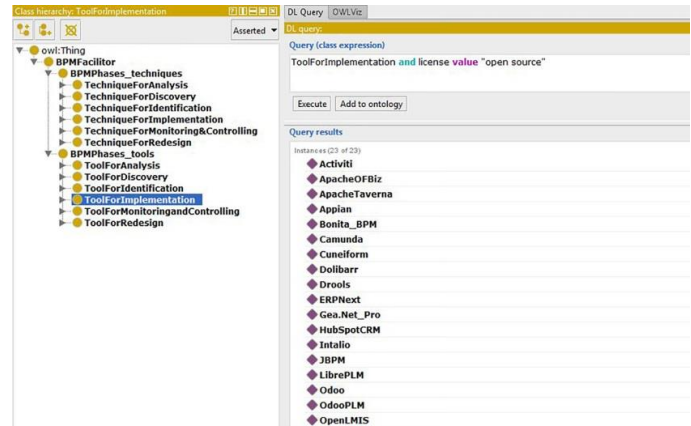 Class hierarchy: ToolForImplementation
Asserted
owl:Thing
BPMFacilitor
BPMPhases_techniques
TechniqueForAnalysis
TechniqueForDiscovery
TechniqueForIdentification
TechniqueForImplementation
TechniqueForMonitoring&Controlling
TechniqueForRedesign
BPMPhases_tools
ToolForAnalysis
ToolForDiscovery
ToolForIdentification
ToolForImplementation
ToolForMonitoringandControlling
ToolForRedesign
DL Query OWLViz
DL query:
Query (class expression)
ToolForImplementation and license value "open source"
Execute Add to ontology
Query results
Instances (23 of 23)
Activiti
ApacheOFBiz
ApacheTaverna
Appian
Bonita_BPM
Camunda
Cuneiform
Dolibarr
Drools
ERPNext
Gea.Net_Pro
HubSpotCRM
Intalio
JBPM
LibrePLM
Odoo
OdooPLM
OpenLMIS